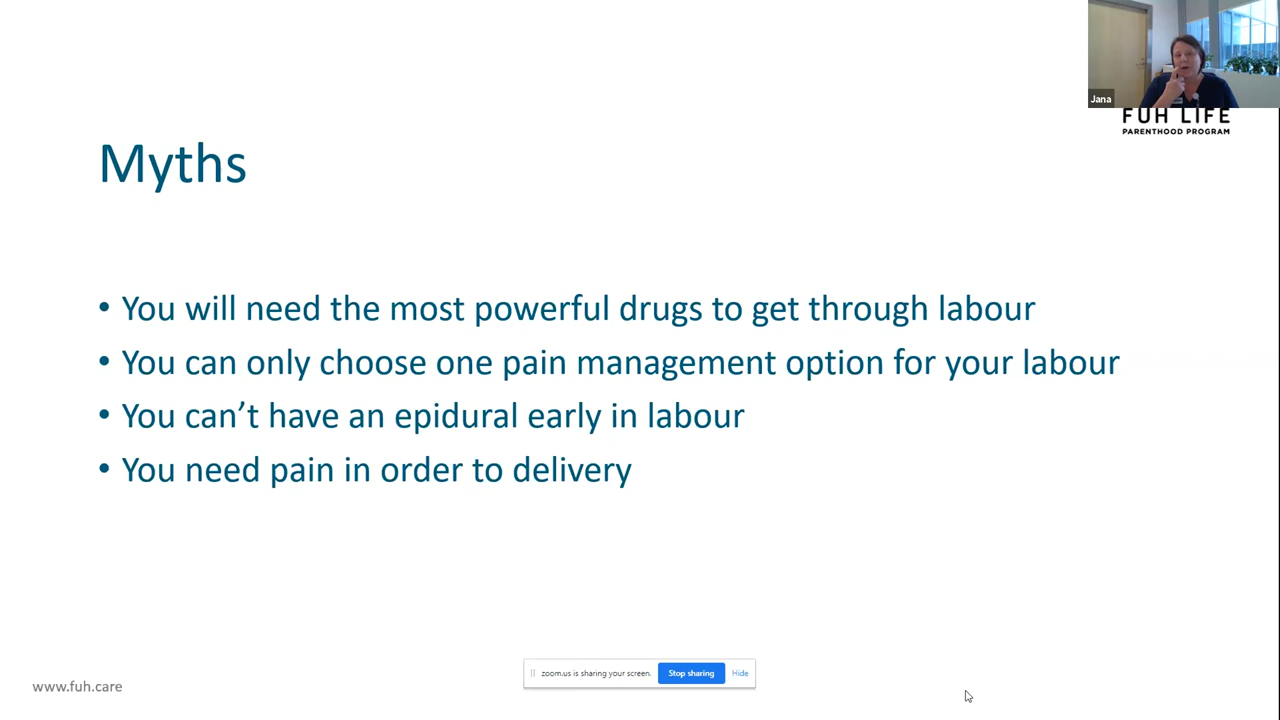 Jana
FUH LIFE
PARENTHOOD PROGRAM
Myths
• You will need the most powerful drugs to get through labour
• You can only choose one pain management option for your labour
• You can’t have an epidural early in labour
• You need pain in order to delivery
zoom.us is sharing your screen. Stop sharing Hide
www.fuh.care